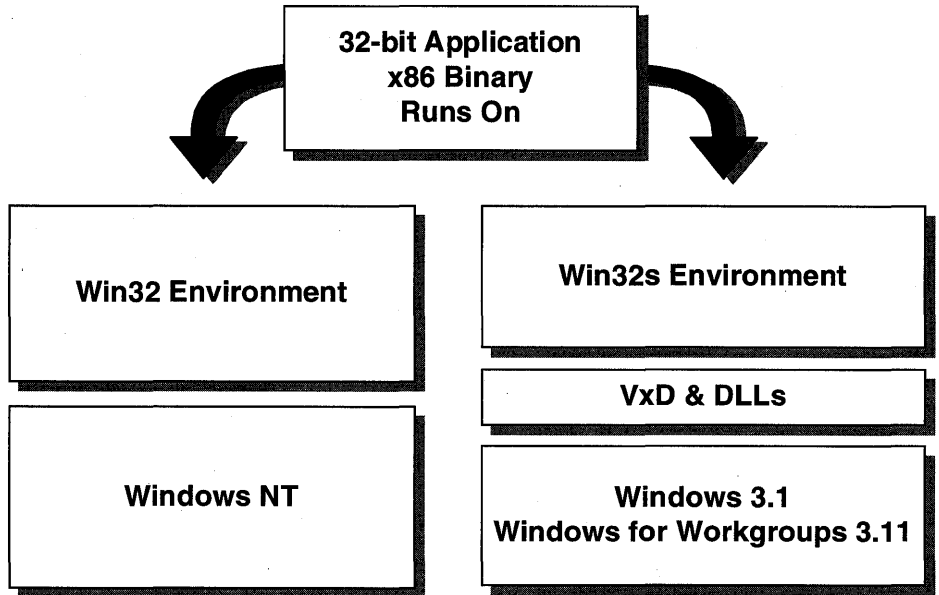 32-bit Application
x86 Binary
Runs On
Win32 Environment
Windows NT
Win32s Environment
VxD & DLLs
Windows 3.1
Windows for Workgroups 3.11